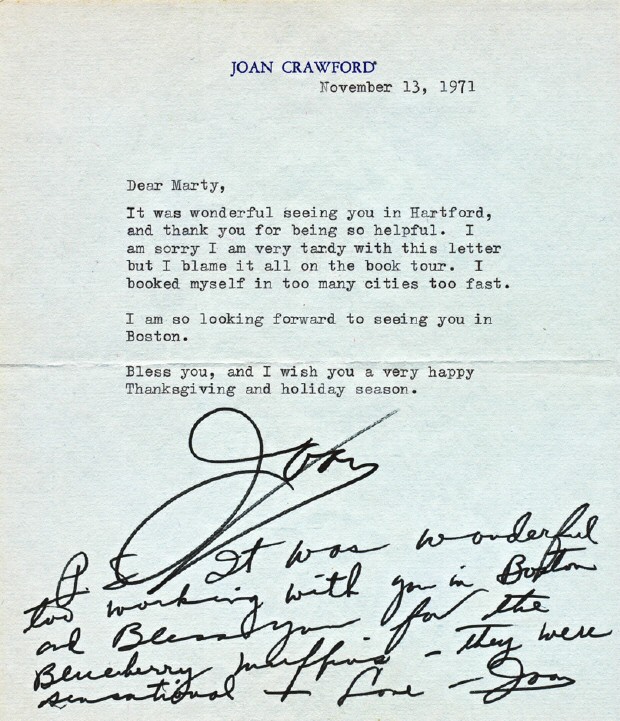 JOAN CRAWFORD
November 13, 1971
Dear Marty,
It was wonderful seeing you in Hartford,
and thank you for being so helpful. I
am sorry I am very tardy with this letter
but I blame it all on the book tour. I
booked myself in too many cities too fast.
I am so looking forward to seeing you in
Boston.
Bless you, and I wish you a very happy
Thanksgiving and holiday season.
Joan
P.S. It was wonderful
too working with you in Boston
and Bless you for the
Blueberry muffins - they were
sensational + Love - Joan